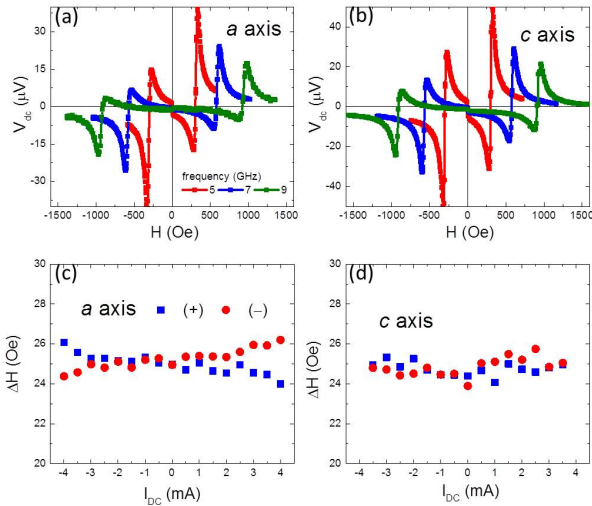 (a)
a axis
30
15
0
-15
-30
V_dc (μV)
frequency (GHz)
5 7 9
-1500 -1000 -500 0 500 1000 1500
H (Oe)
(b)
c axis
40
20
0
-20
-40
V_dc (μV)
-1500 -1000 -500 0 500 1000 1500
H (Oe)
(c)
a axis (+) (−)
30
28
26
24
22
20
ΔH (Oe)
-4 -3 -2 -1 0 1 2 3 4
I_DC (mA)
(d)
c axis
30
28
26
24
22
20
ΔH (Oe)
-4 -3 -2 -1 0 1 2 3 4
I_DC (mA)